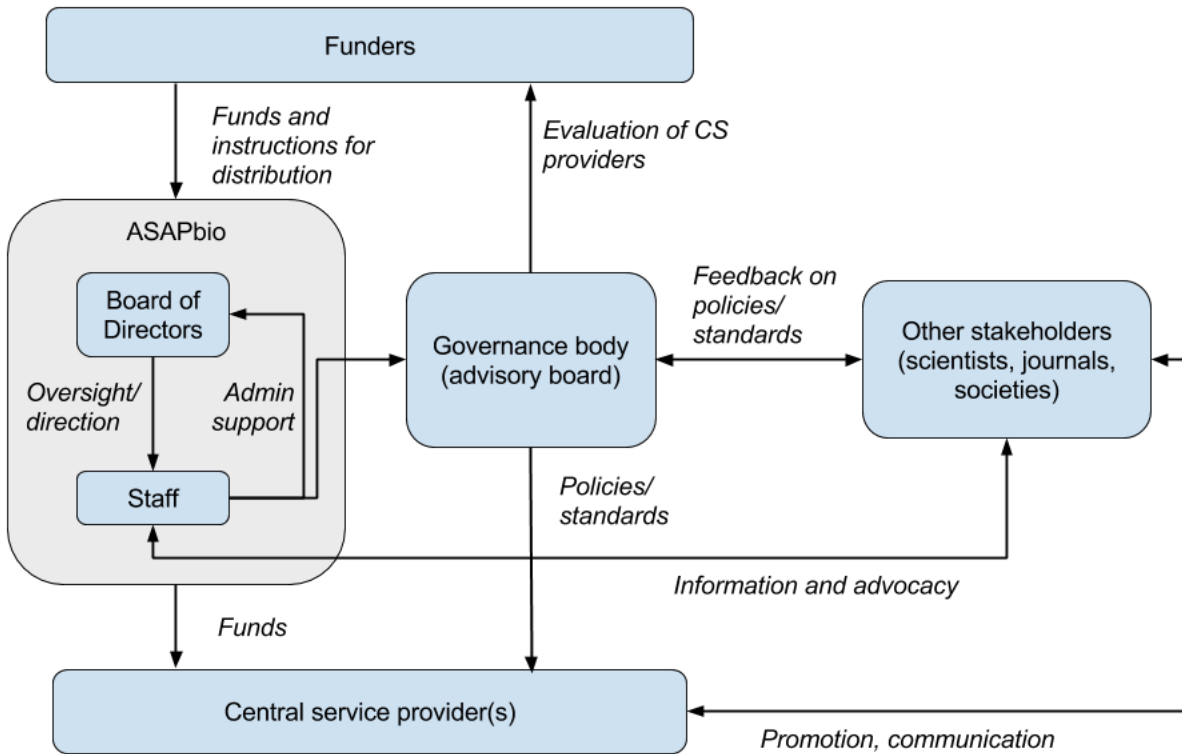 Funders
Funds and
instructions for
distribution
Evaluation of CS
providers
ASAPbio
Board of
Directors
Oversight/
direction
Admin
support
Staff
Governance body
(advisory board)
Feedback on
policies/
standards
Other stakeholders
(scientists, journals,
societies)
Policies/
standards
Information and advocacy
Funds
Central service provider(s)
Promotion, communication